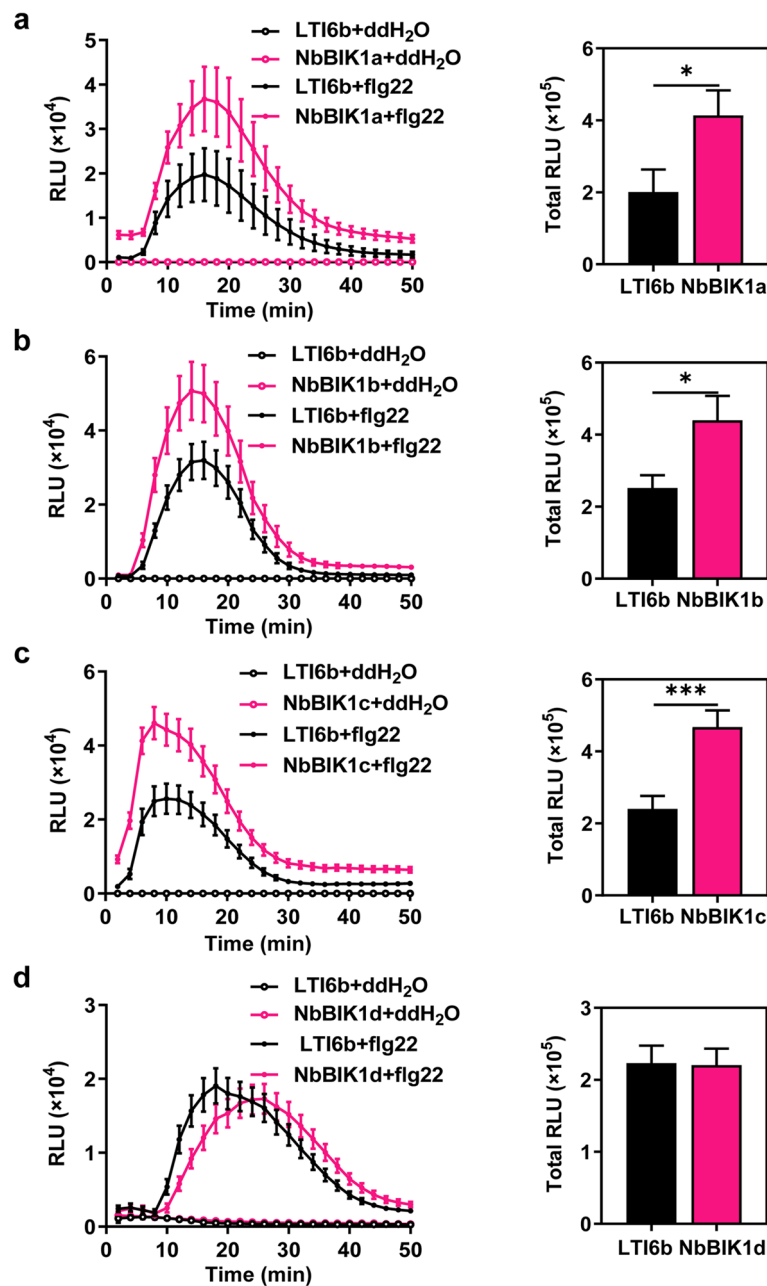 a
LTI6b+ddH₂O
NbBIK1a+ddH₂O
LTI6b+flg22
NbBIK1a+flg22
RLU (×10⁴)
5
4
3
2
1
0
0 10 20 30 40 50
Time (min)
Total RLU (×10⁵)
6
4
2
0
*
LTI6b NbBIK1a
b
LTI6b+ddH₂O
NbBIK1b+ddH₂O
LTI6b+flg22
NbBIK1b+flg22
RLU (×10⁴)
6
4
2
0
0 10 20 30 40 50
Time (min)
Total RLU (×10⁵)
6
4
2
0
*
LTI6b NbBIK1b
c
LTI6b+ddH₂O
NbBIK1c+ddH₂O
LTI6b+flg22
NbBIK1c+flg22
RLU (×10⁴)
6
4
2
0
0 10 20 30 40 50
Time (min)
Total RLU (×10⁵)
6
4
2
0
***
LTI6b NbBIK1c
d
LTI6b+ddH₂O
NbBIK1d+ddH₂O
LTI6b+flg22
NbBIK1d+flg22
RLU (×10⁴)
3
2
1
0
0 10 20 30 40 50
Time (min)
Total RLU (×10⁵)
3
2
1
0
LTI6b NbBIK1d